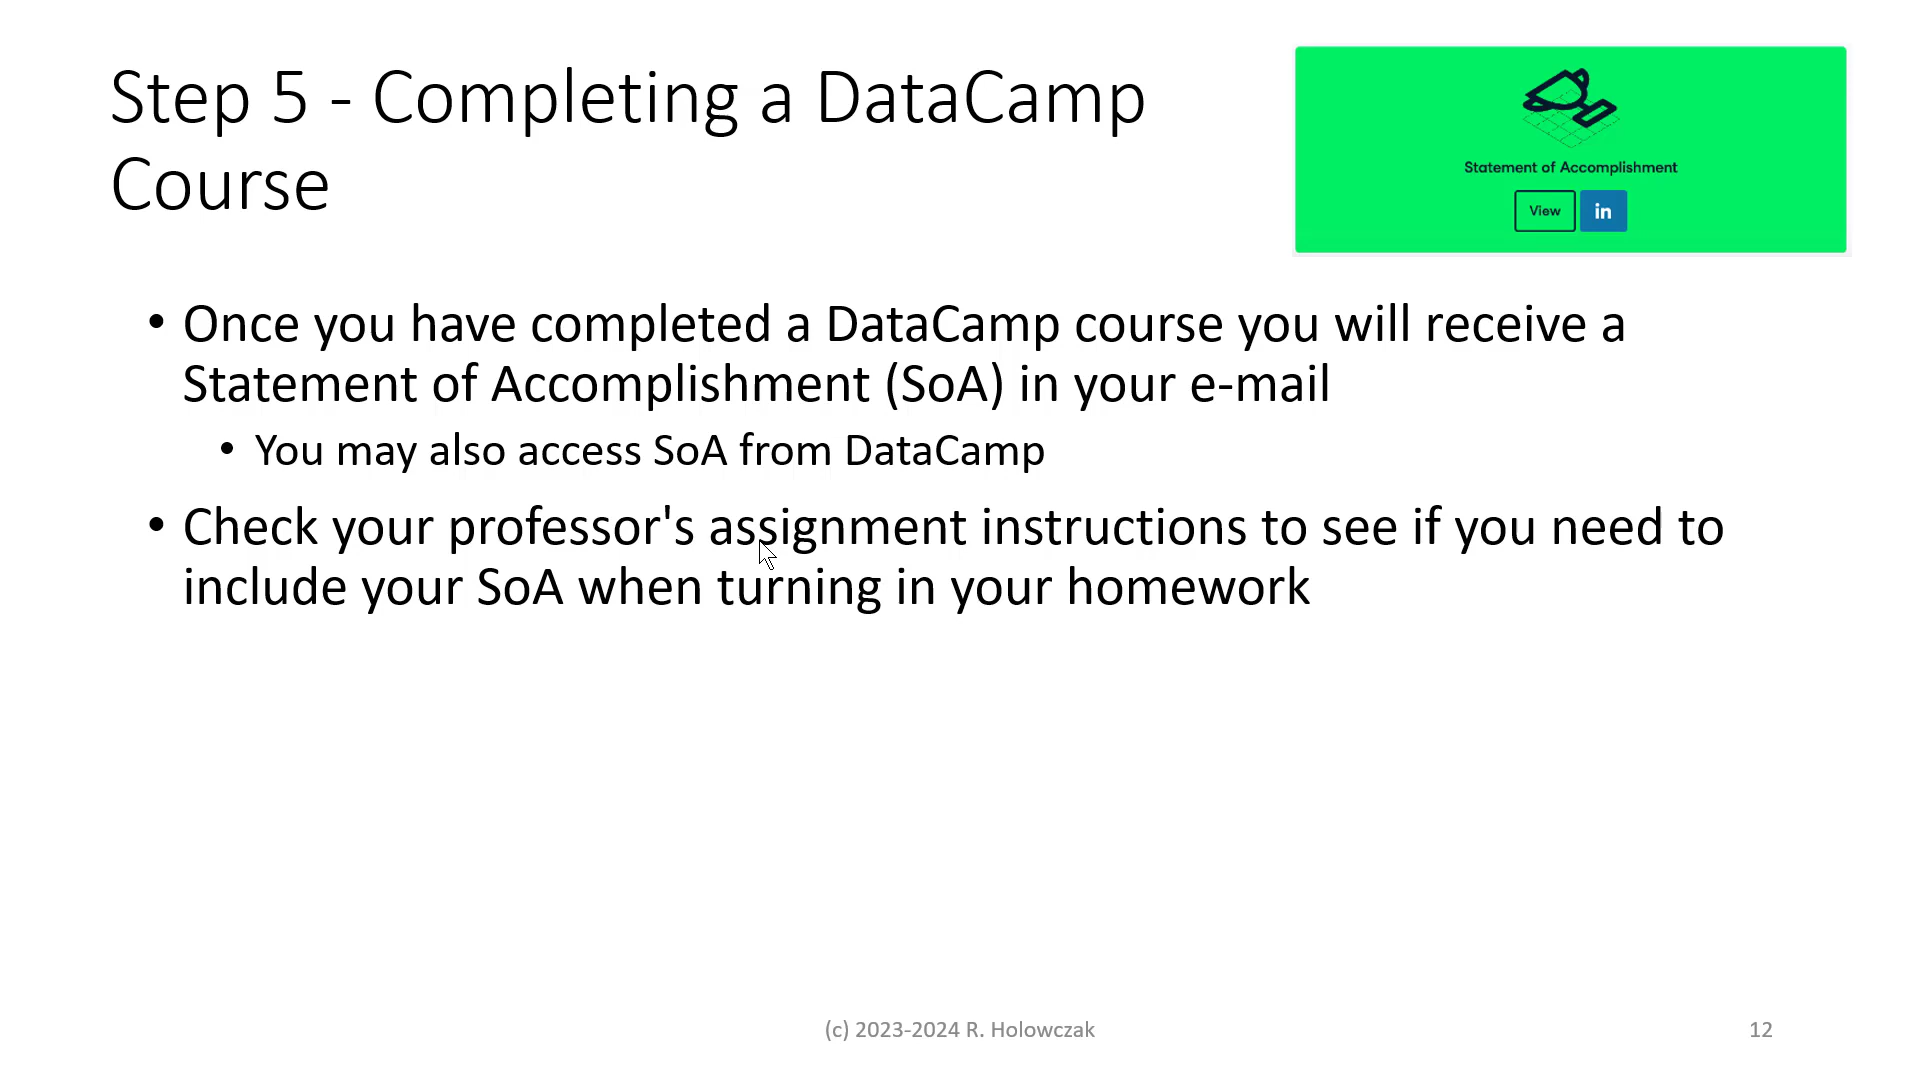 Step 5 - Completing a DataCamp
Course
Statement of Accomplishment
View
in
• Once you have completed a DataCamp course you will receive a
Statement of Accomplishment (SoA) in your e-mail
• You may also access SoA from DataCamp
• Check your professor's assignment instructions to see if you need to
include your SoA when turning in your homework
(c) 2023-2024 R. Holowczak
12